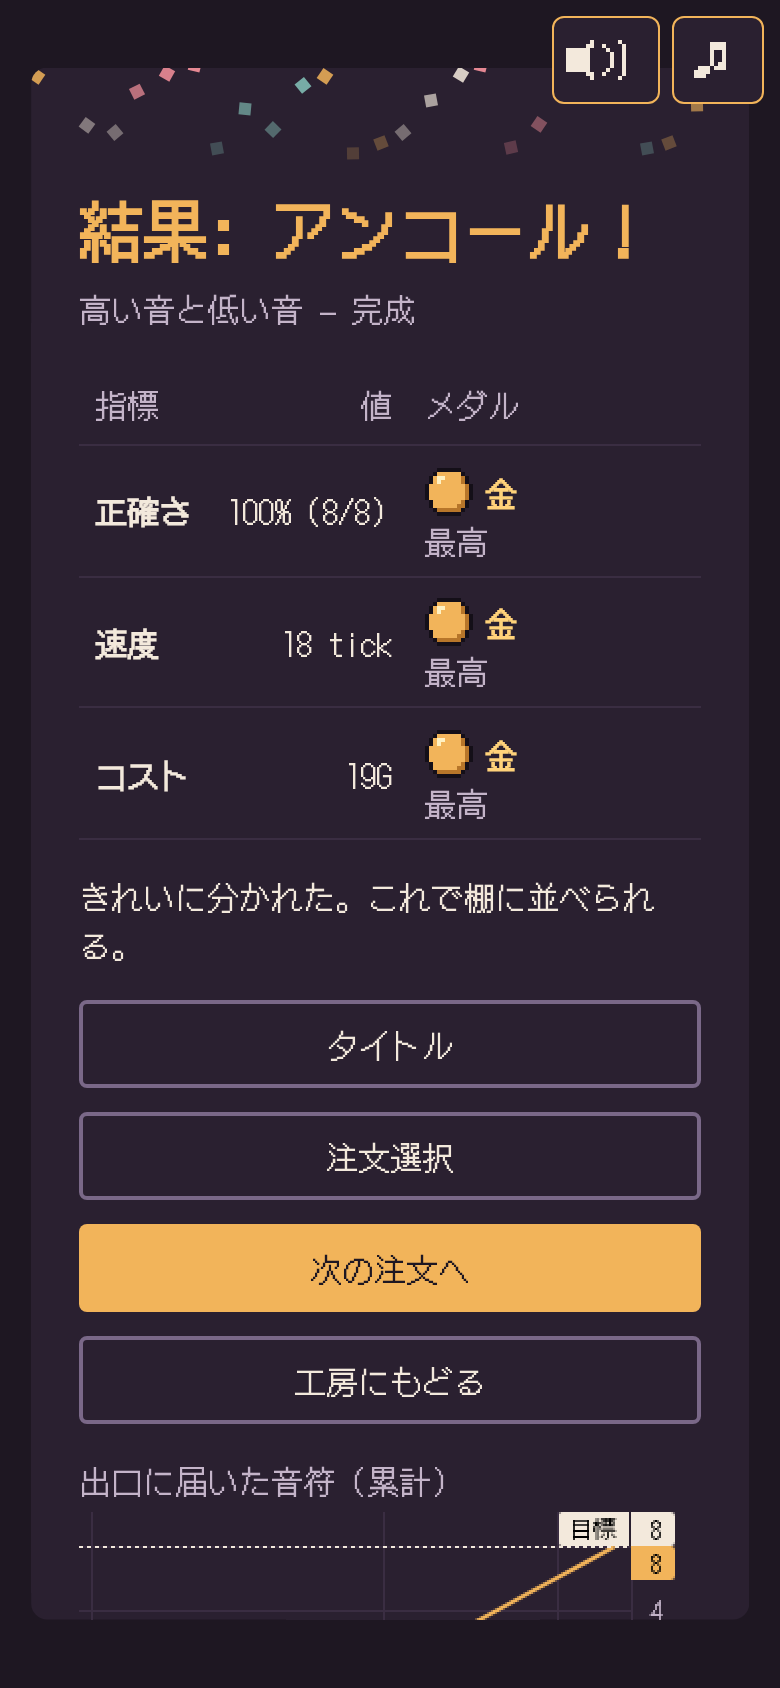 結果: アンコール!
高い音と低い音 – 完成
指標 値 メダル
正確さ 100% (8/8) 金
最高
速度 18 tick 金
最高
コスト 19G 金
最高
きれいに分かれた。これで棚に並べられ
る。
タイトル
注文選択
次の注文へ
工房にもどる
出口に届いた音符 (累計)
目標 8
8
4